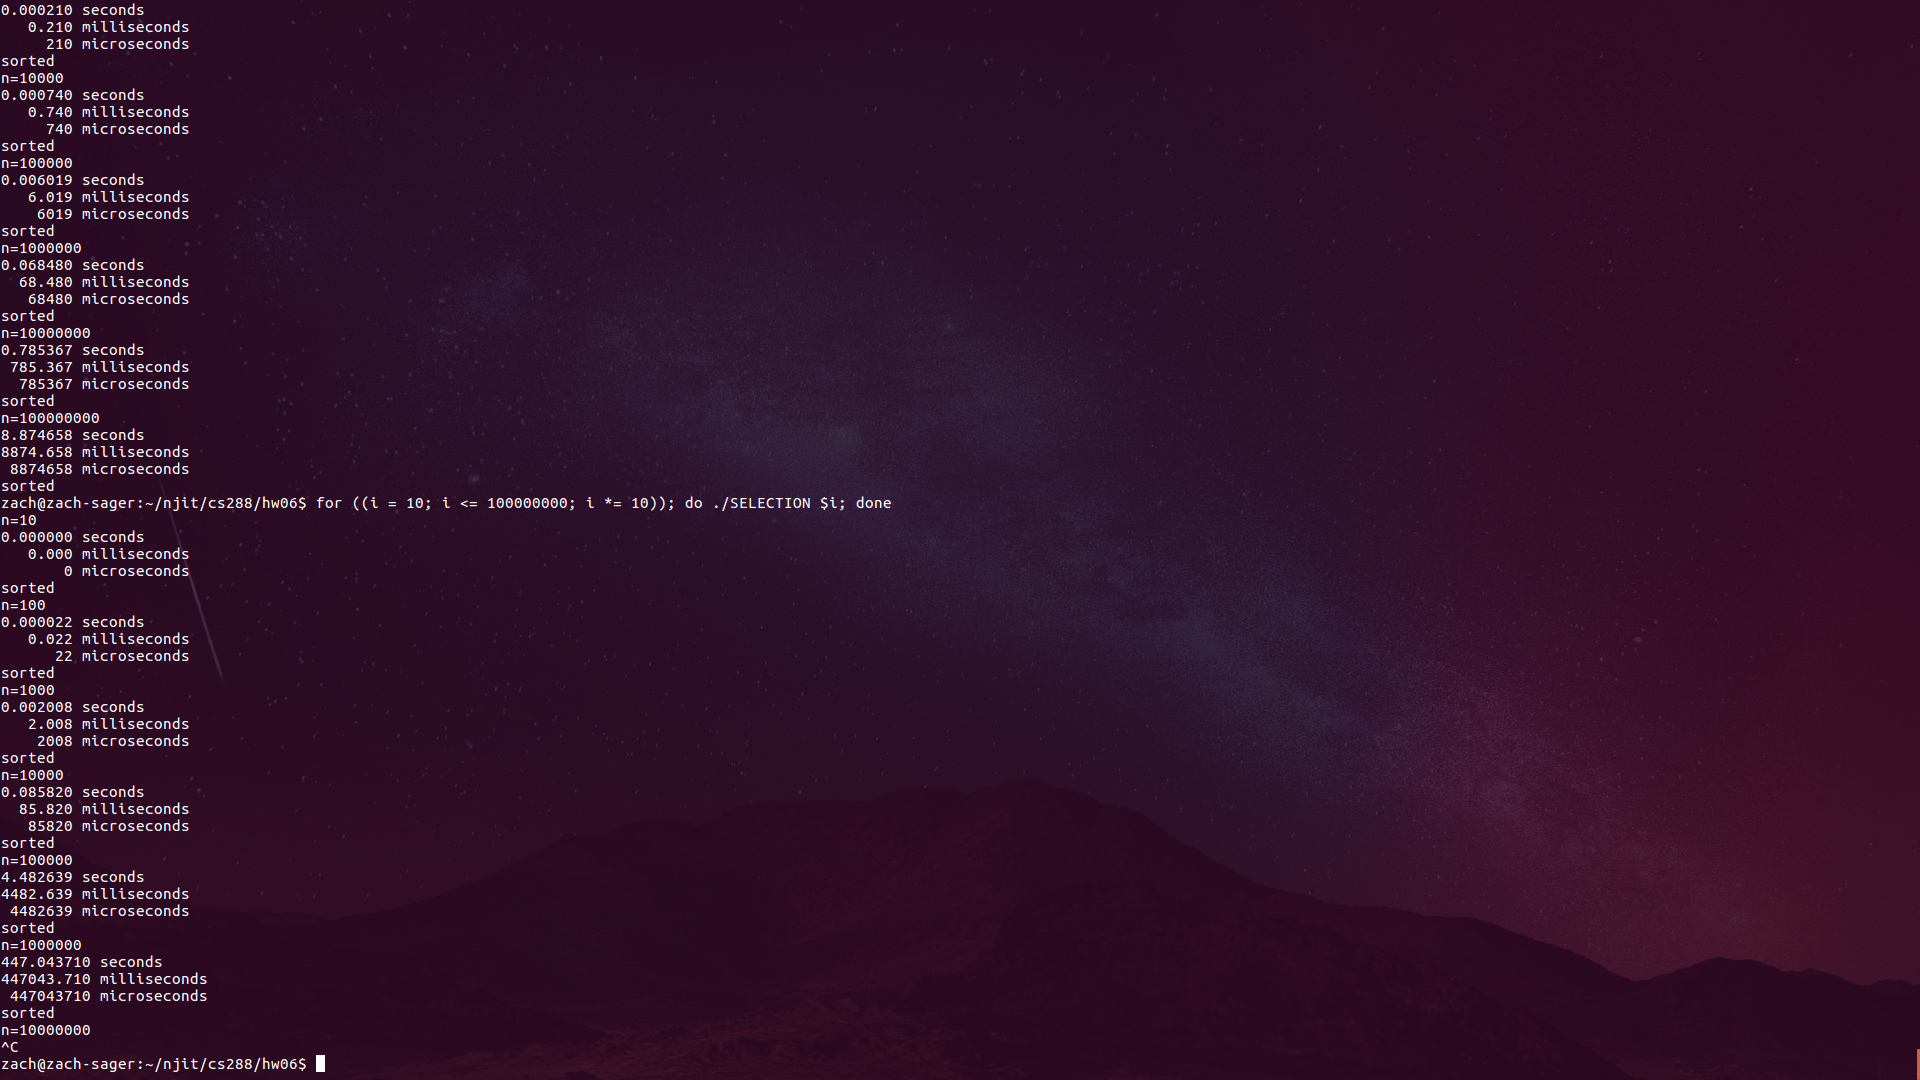 0.000210 seconds
   0.210 milliseconds
     210 microseconds
sorted
n=10000
0.000740 seconds
   0.740 milliseconds
     740 microseconds
sorted
n=100000
0.006019 seconds
   6.019 milliseconds
    6019 microseconds
sorted
n=1000000
0.068480 seconds
  68.480 milliseconds
   68480 microseconds
sorted
n=10000000
0.785367 seconds
 785.367 milliseconds
  785367 microseconds
sorted
n=100000000
8.874658 seconds
8874.658 milliseconds
 8874658 microseconds
sorted
zach@zach-sager:~/njit/cs288/hw06$ for ((i = 10; i <= 100000000; i *= 10)); do ./SELECTION $i; done
n=10
0.000000 seconds
   0.000 milliseconds
       0 microseconds
sorted
n=100
0.000022 seconds
   0.022 milliseconds
      22 microseconds
sorted
n=1000
0.002008 seconds
   2.008 milliseconds
    2008 microseconds
sorted
n=10000
0.085820 seconds
  85.820 milliseconds
   85820 microseconds
sorted
n=100000
4.482639 seconds
4482.639 milliseconds
 4482639 microseconds
sorted
n=1000000
447.043710 seconds
447043.710 milliseconds
 447043710 microseconds
sorted
n=10000000
^C
zach@zach-sager:~/njit/cs288/hw06$